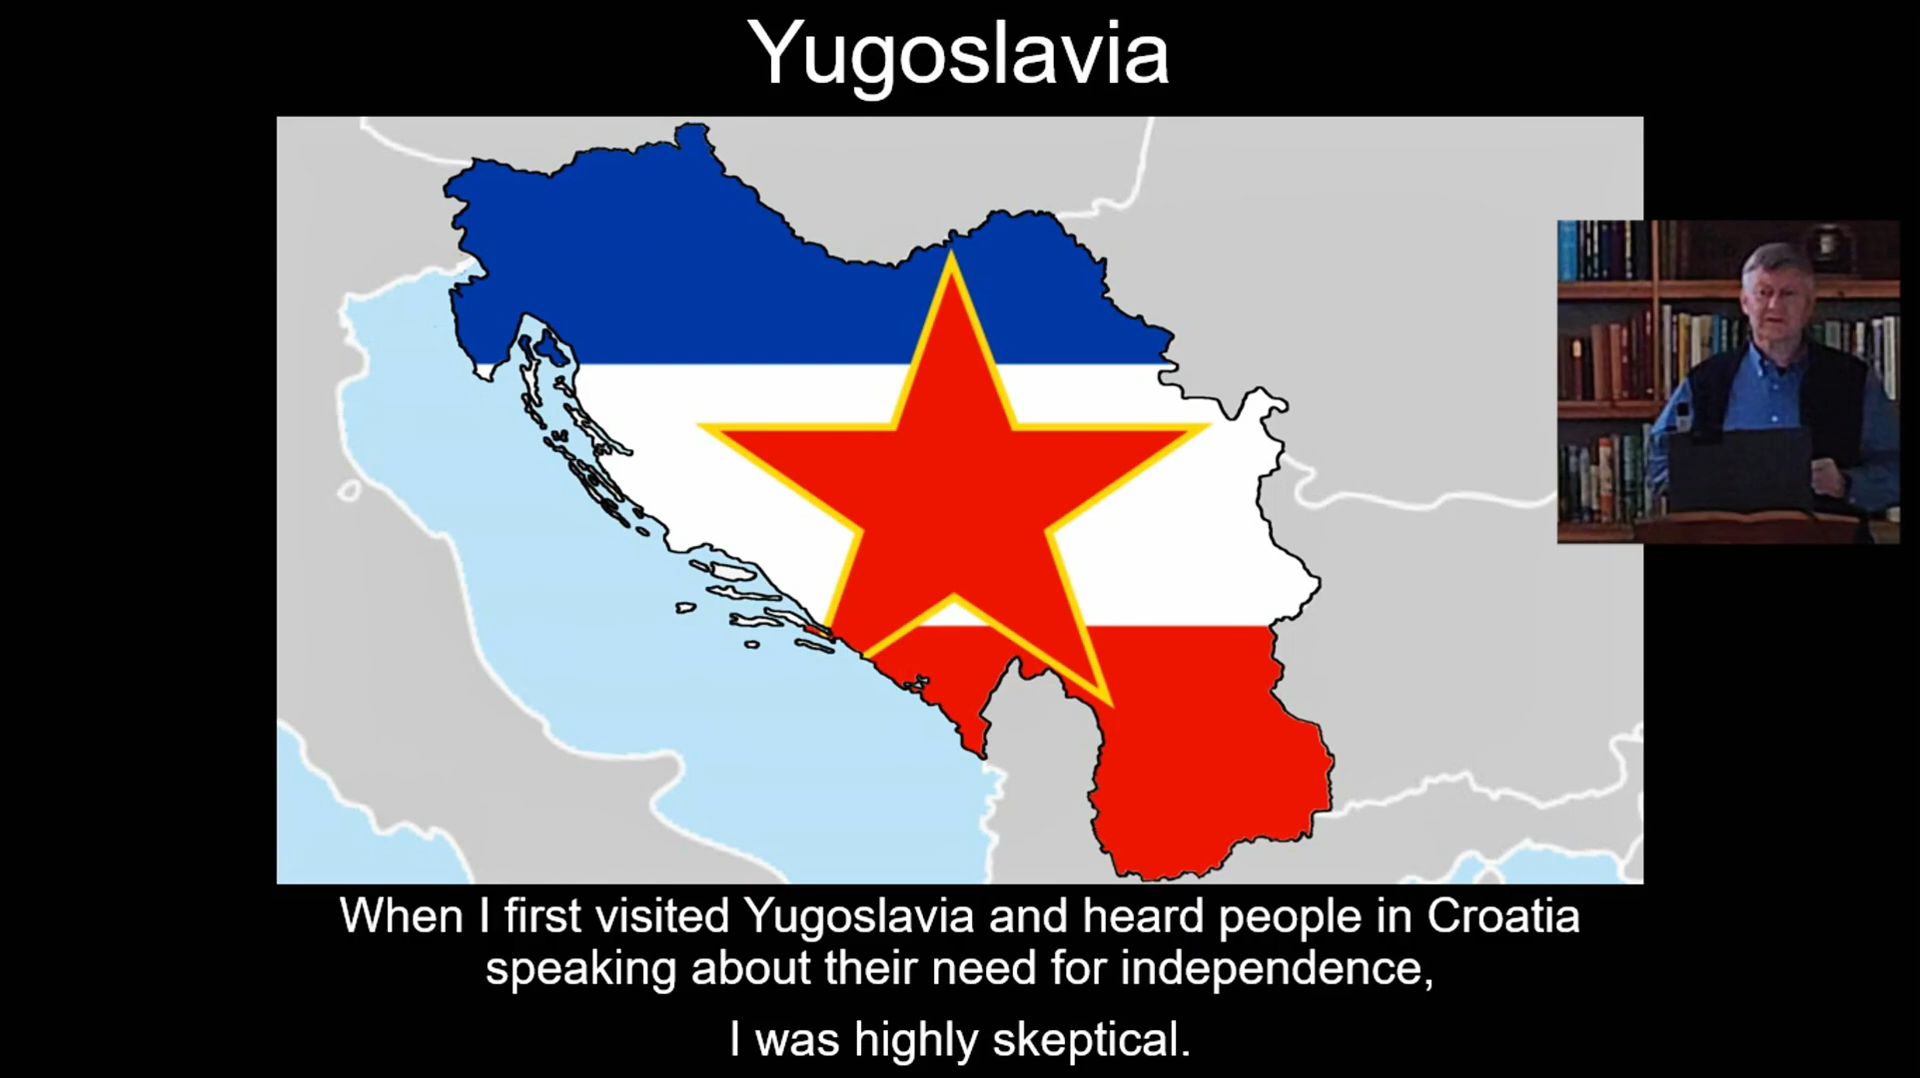 Yugoslavia
When I first visited Yugoslavia and heard people in Croatia
speaking about their need for independence,
I was highly skeptical.